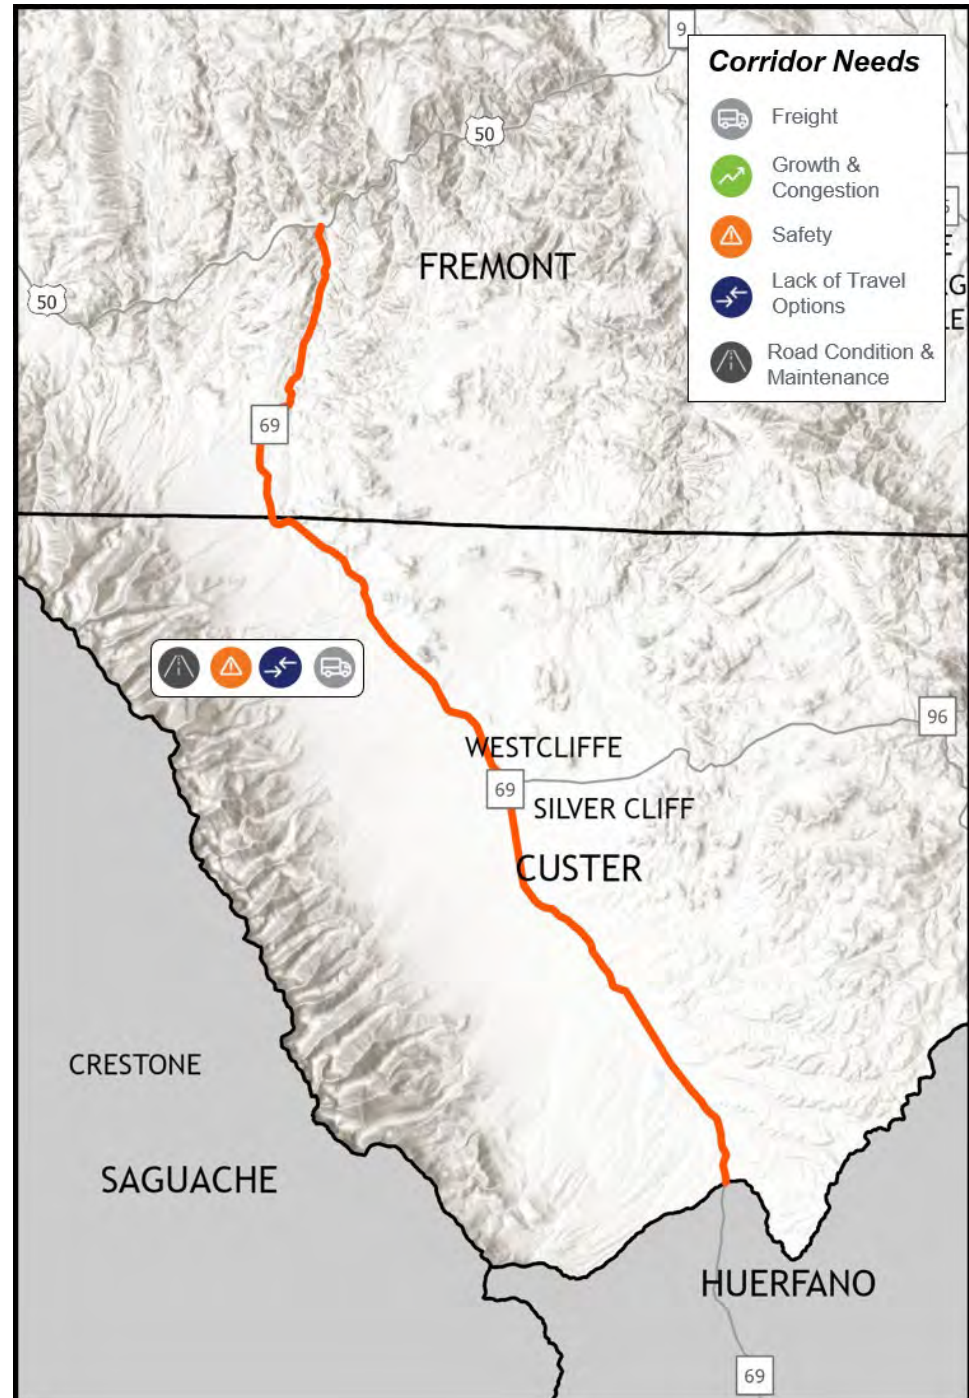 9
Corridor Needs
Freight
Growth &
Congestion
Safety
Lack of Travel
Options
Road Condition &
Maintenance
50
FREMONT
50
69
96
WESTCLIFFE
69
SILVER CLIFF
CUSTER
CRESTONE
SAGUACHE
HUERFANO
69